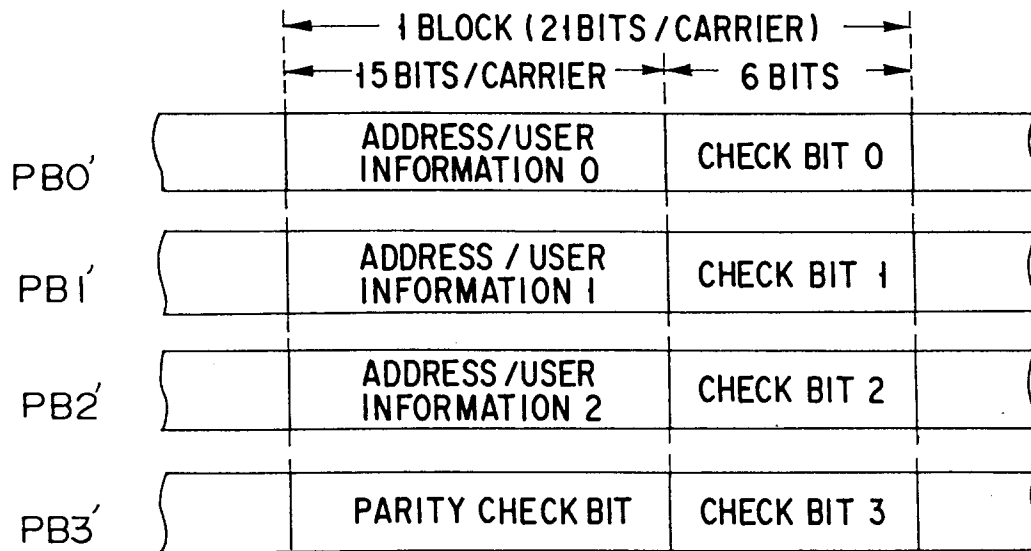 1 BLOCK (21BITS/CARRIER)
15 BITS/CARRIER
6 BITS
PB0'
ADDRESS/USER
INFORMATION 0
CHECK BIT 0
PB1'
ADDRESS / USER
INFORMATION 1
CHECK BIT 1
PB2'
ADDRESS /USER
INFORMATION 2
CHECK BIT 2
PB3'
PARITY CHECK BIT
CHECK BIT 3